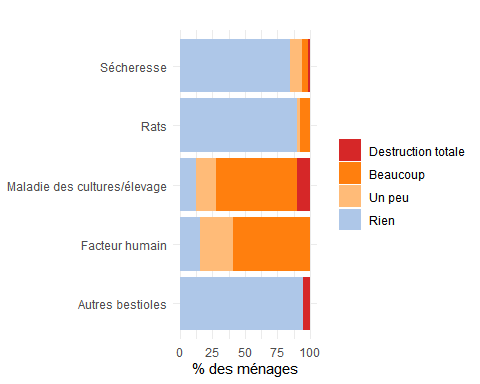 Sécheresse
Rats
Maladie des cultures/élevage
Facteur humain
Autres bestioles
0 25 50 75 100
% des ménages
Destruction totale
Beaucoup
Un peu
Rien